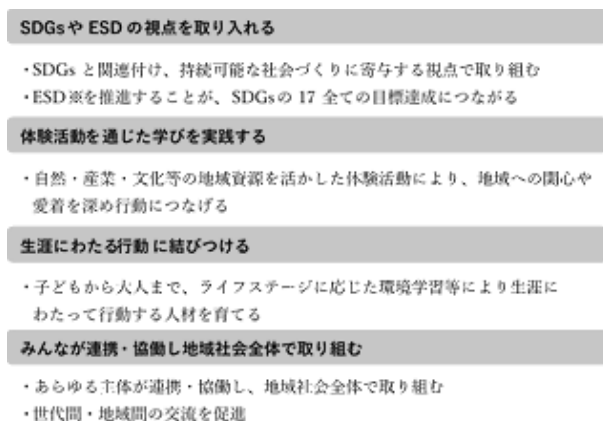 SDGsや ESD の視点を取り入れる
・SDGs と関連付け、持続可能な社会づくりに寄与する視点で取り組む
・ESD※を推進することが、SDGsの 17 全ての目標達成につながる
体験活動を通じた学びを実践する
・自然・産業・文化等の地域資源を活かした体験活動により、地域への関心や
愛着を深め行動につなげる
生涯にわたる行動に結びつける
・子どもから大人まで、ライフステージに応じた環境学習等により生涯に
わたって行動する人材を育てる
みんなが連携・協働し地域社会全体で取り組む
・あらゆる主体が連携・協働し、地域社会全体で取り組む
・世代間・地域間の交流を促進